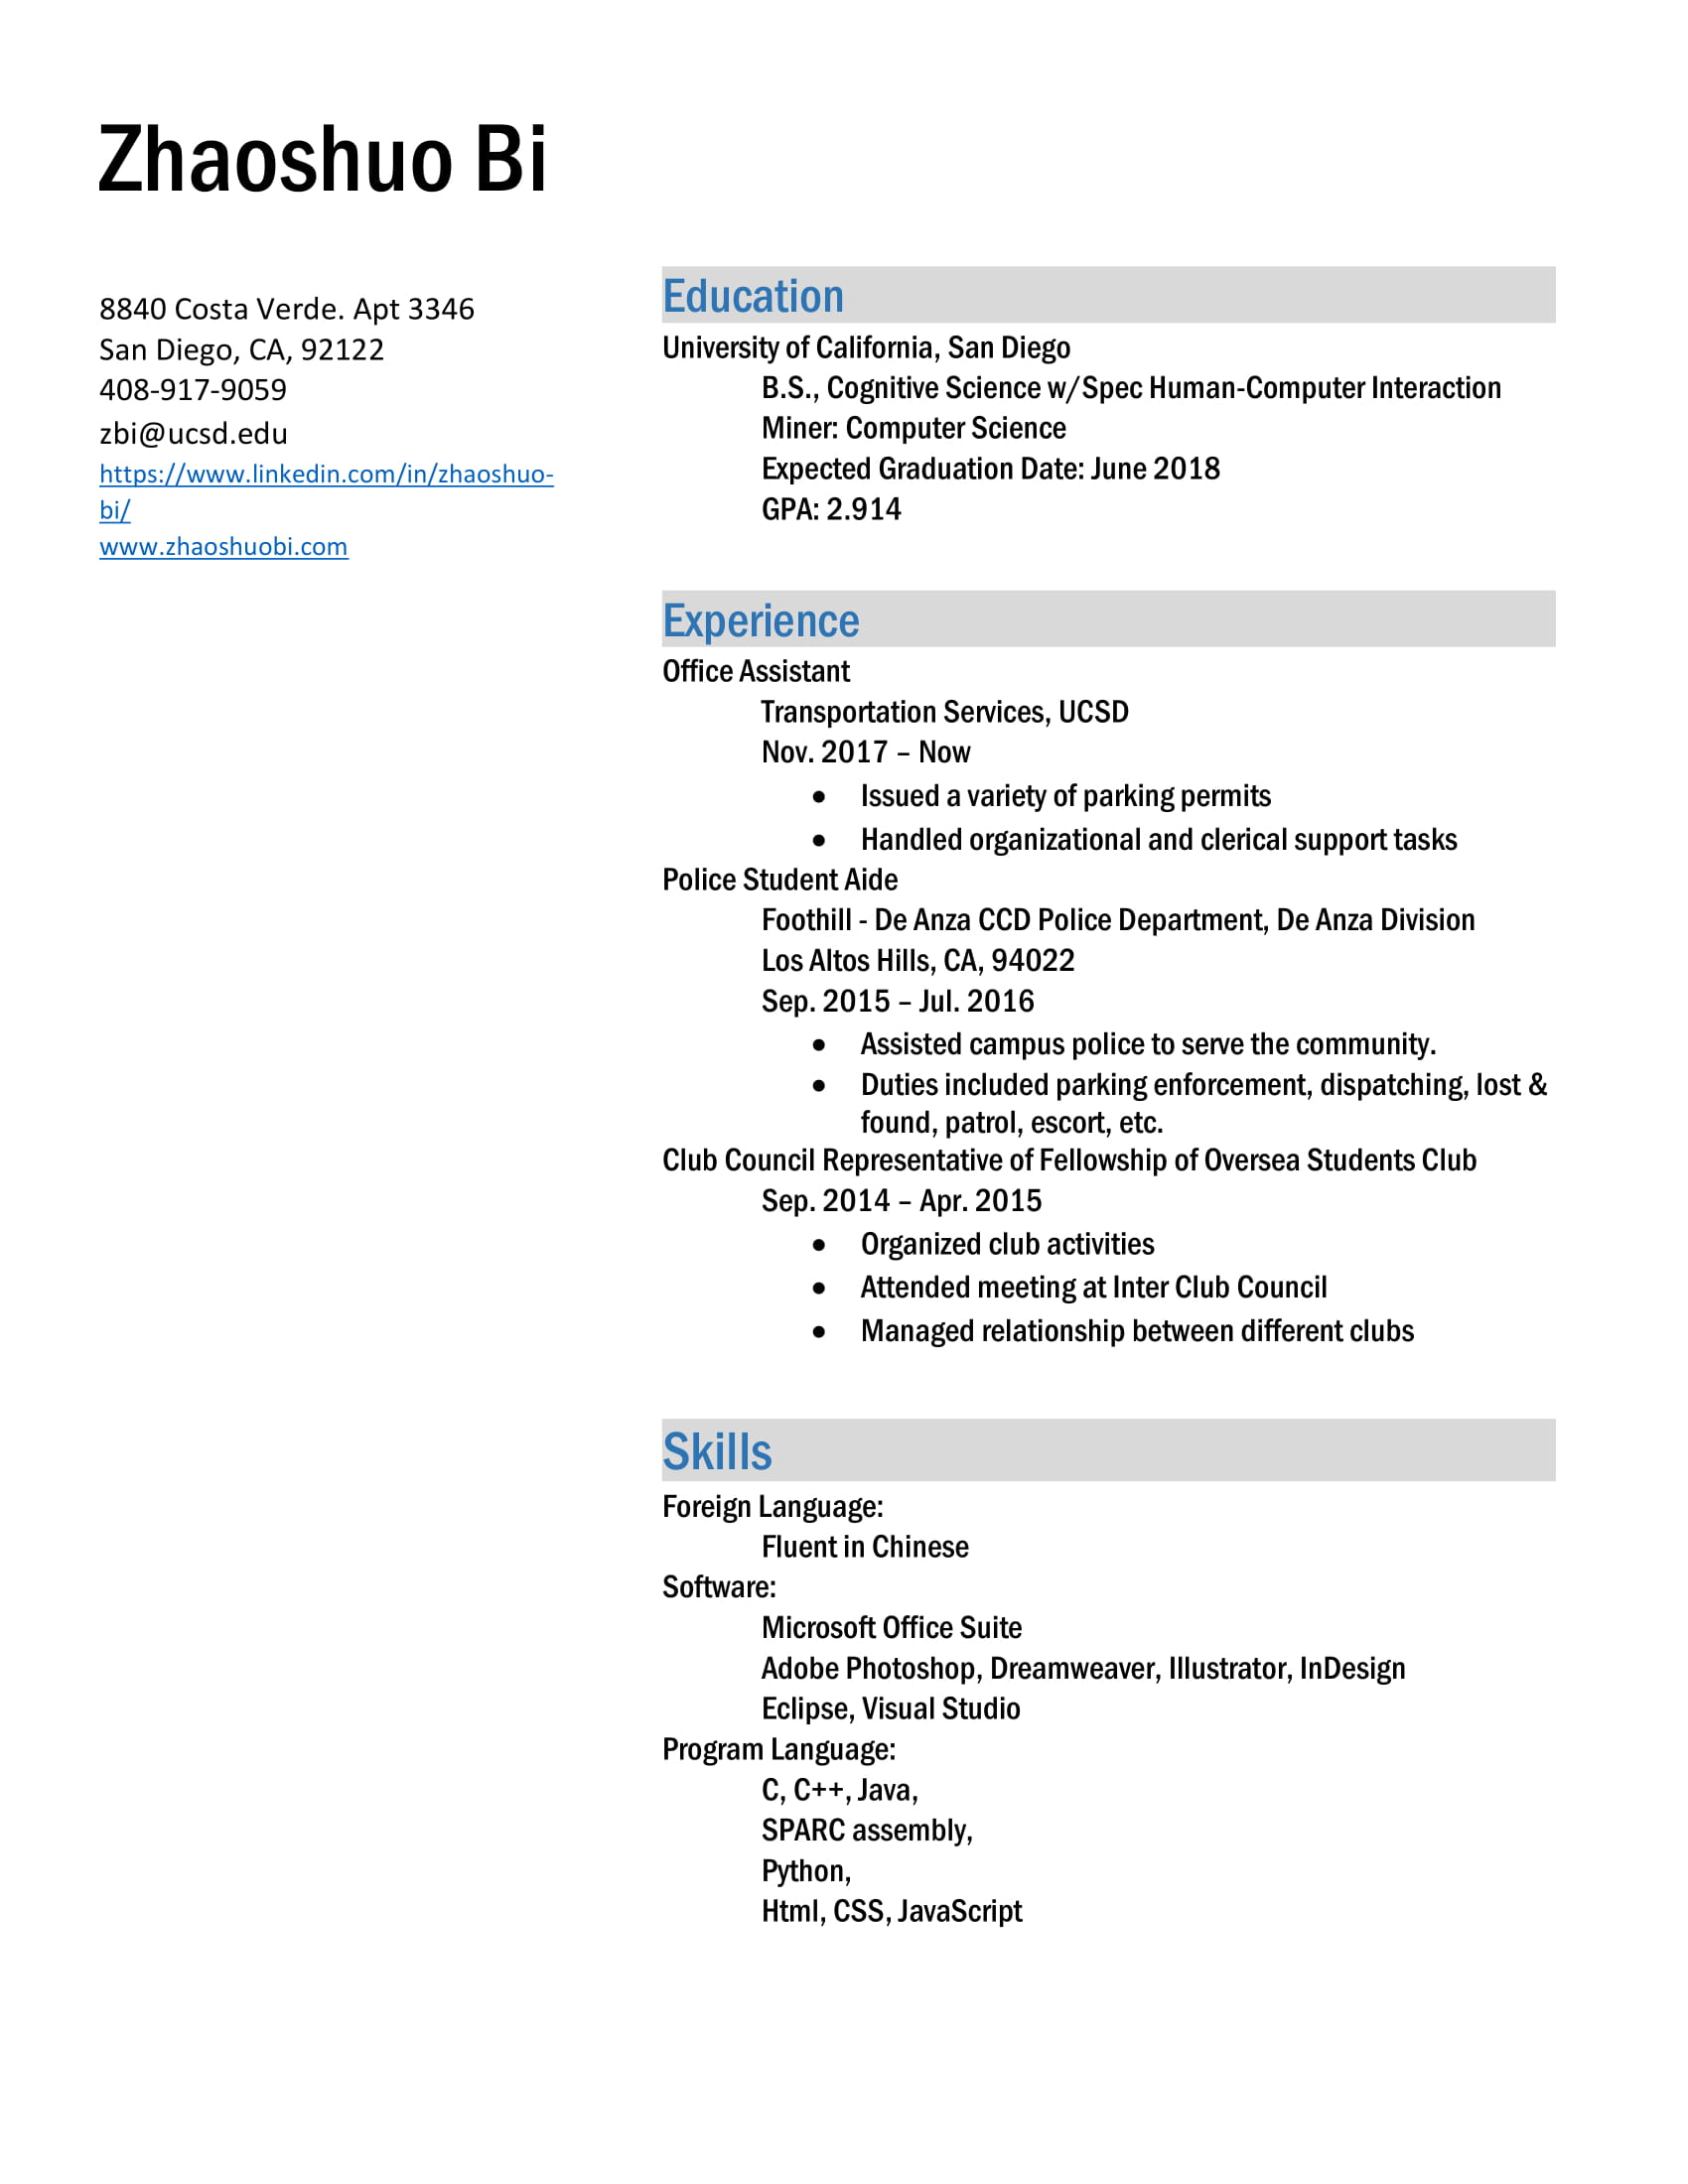 Zhaoshuo Bi
8840 Costa Verde. Apt 3346
San Diego, CA, 92122
408-917-9059
zbi@ucsd.edu
https://www.linkedin.com/in/zhaoshuo-
bi/
www.zhaoshuobi.com
Education
University of California, San Diego
B.S., Cognitive Science w/Spec Human-Computer Interaction
Miner: Computer Science
Expected Graduation Date: June 2018
GPA: 2.914
Experience
Office Assistant
Transportation Services, UCSD
Nov. 2017 – Now
• Issued a variety of parking permits
• Handled organizational and clerical support tasks
Police Student Aide
Foothill - De Anza CCD Police Department, De Anza Division
Los Altos Hills, CA, 94022
Sep. 2015 – Jul. 2016
• Assisted campus police to serve the community.
• Duties included parking enforcement, dispatching, lost &
found, patrol, escort, etc.
Club Council Representative of Fellowship of Oversea Students Club
Sep. 2014 – Apr. 2015
• Organized club activities
• Attended meeting at Inter Club Council
• Managed relationship between different clubs
Skills
Foreign Language:
Fluent in Chinese
Software:
Microsoft Office Suite
Adobe Photoshop, Dreamweaver, Illustrator, InDesign
Eclipse, Visual Studio
Program Language:
C, C++, Java,
SPARC assembly,
Python,
Html, CSS, JavaScript